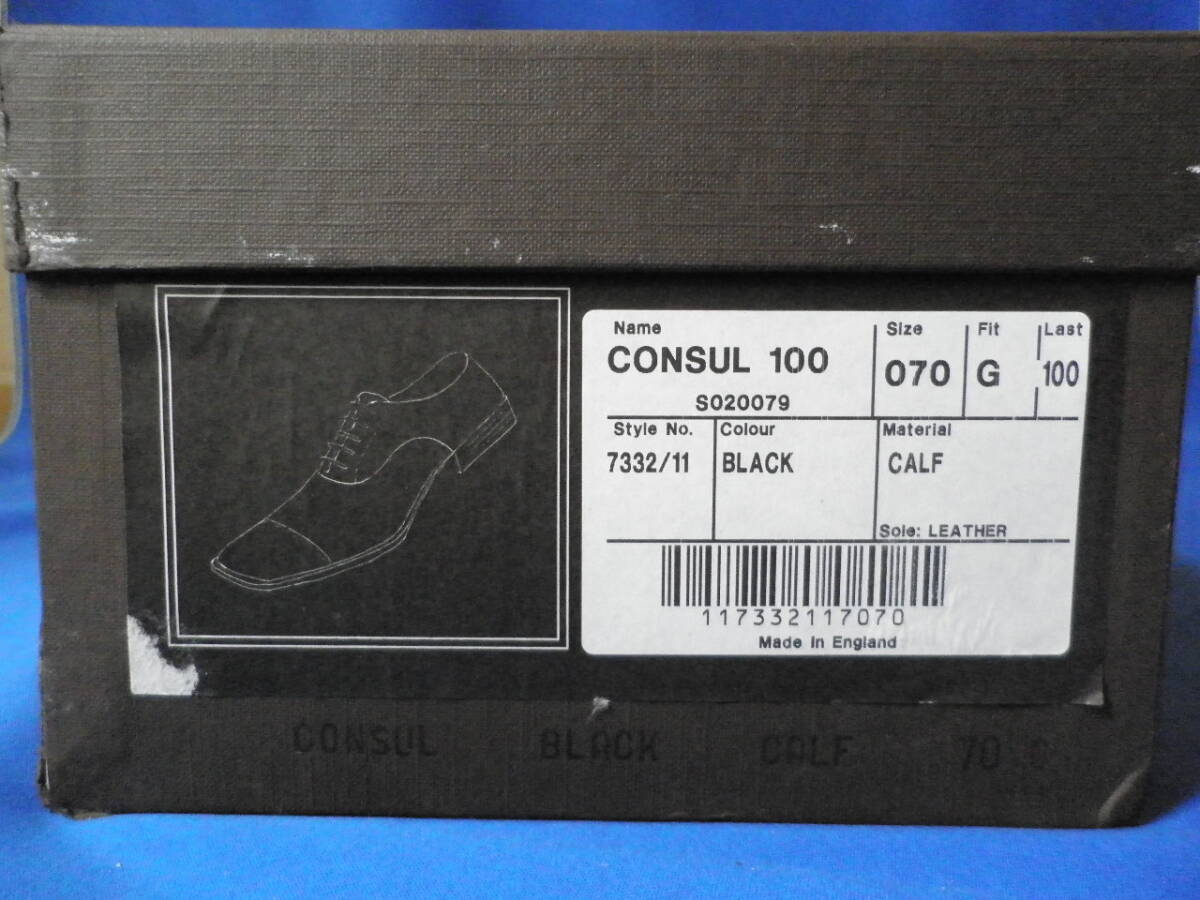 Name Size Fit Last
CONSUL 100 070 G 100
S020079
Style No. Colour Material
7332/11 BLACK CALF
Sole: LEATHER
117332117070
Made in England
CONSUL BLACK CALF 70 G